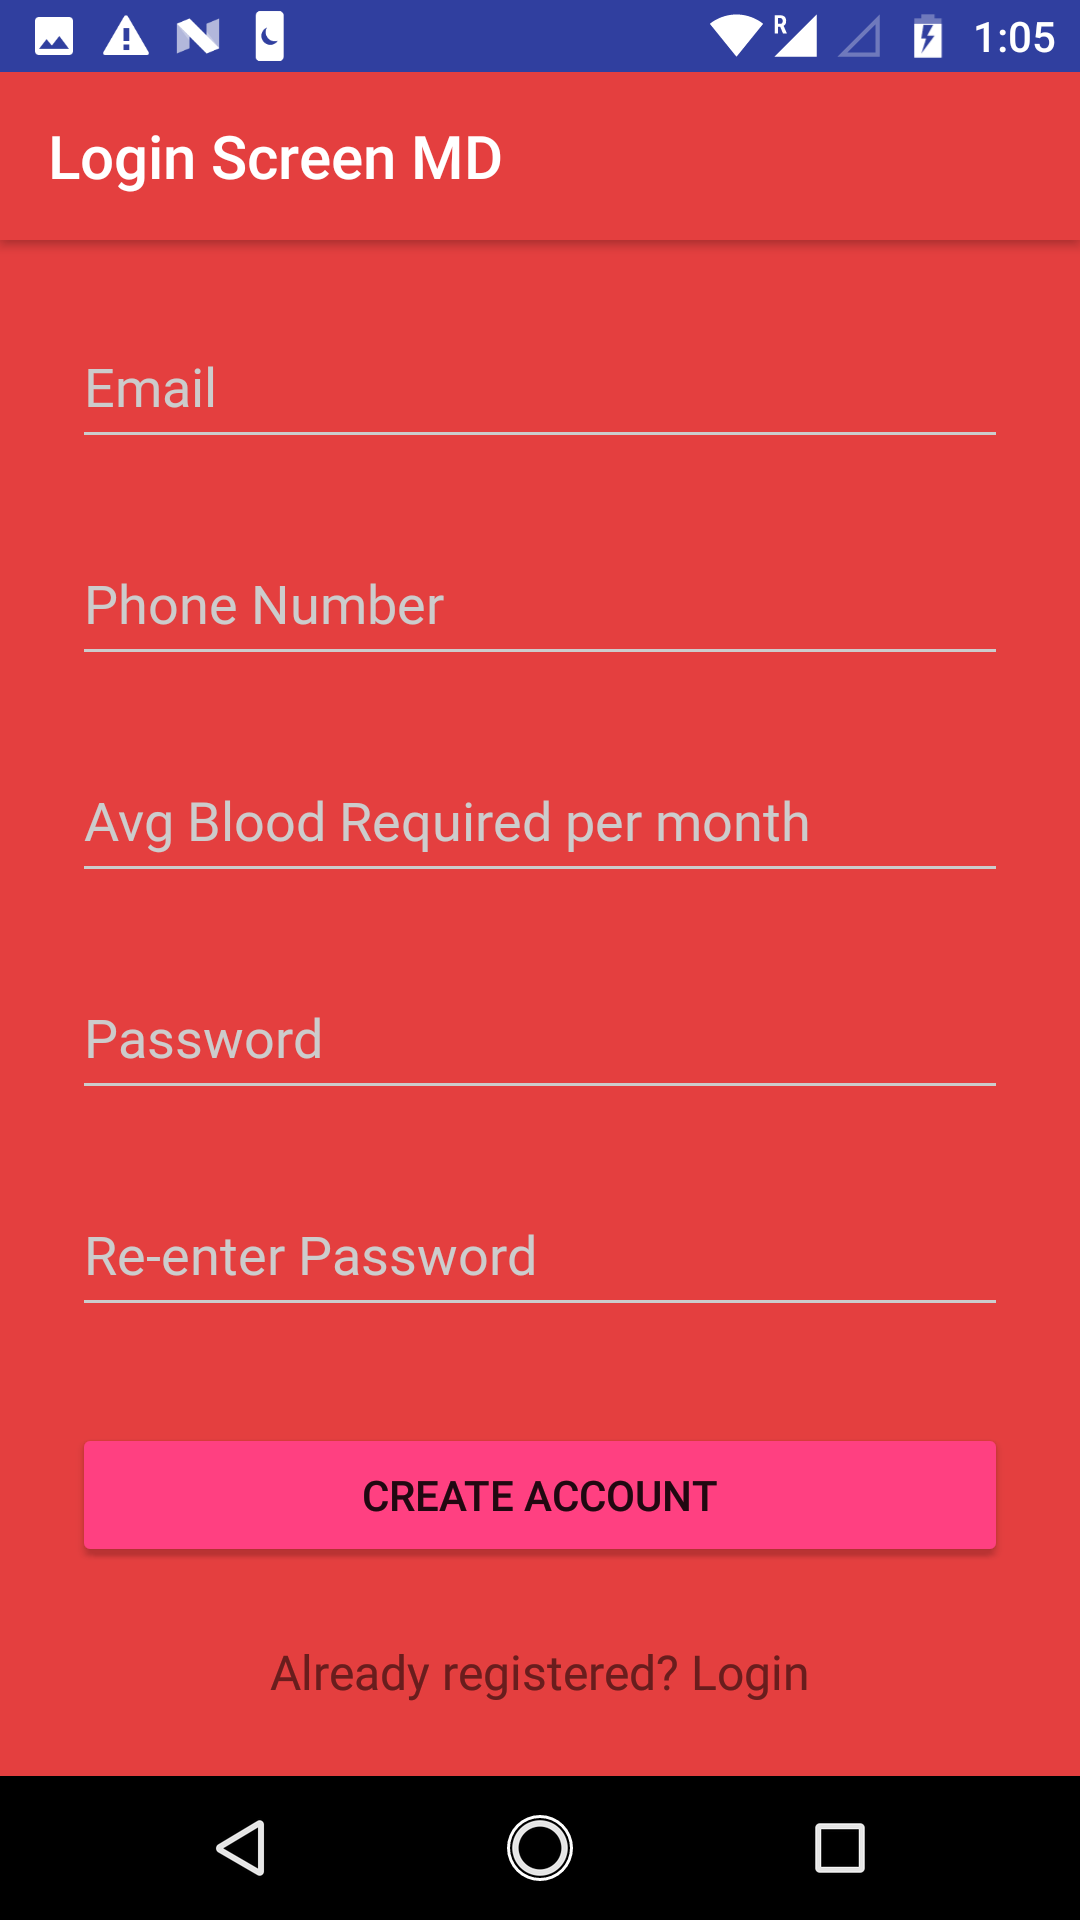 R 1:05
Login Screen MD
Email
Phone Number
Avg Blood Required per month
Password
Re-enter Password
CREATE ACCOUNT
Already registered? Login